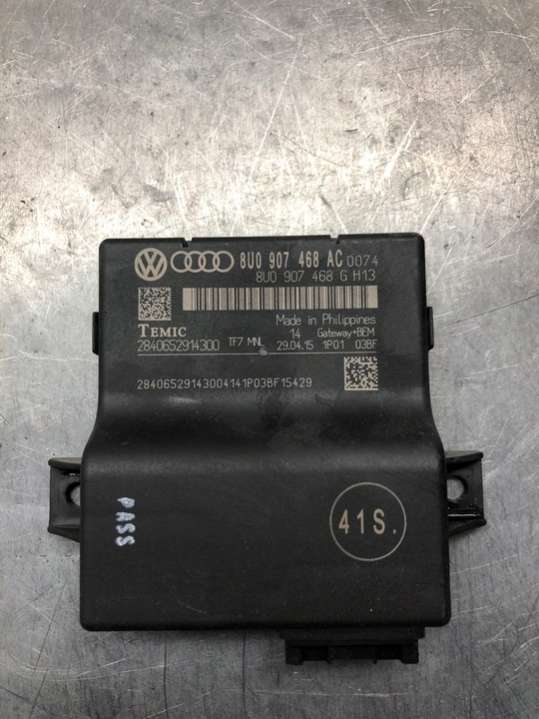 8U0 907 468 AC 0074
8U0 907 468 G H13
TEMIC
Made in Philippines
14 Gateway+BEM
2840652914300 TF7 MNL 29.04.15 1P01 03BF
28406529143004141P03BF15429
PASS
41S.